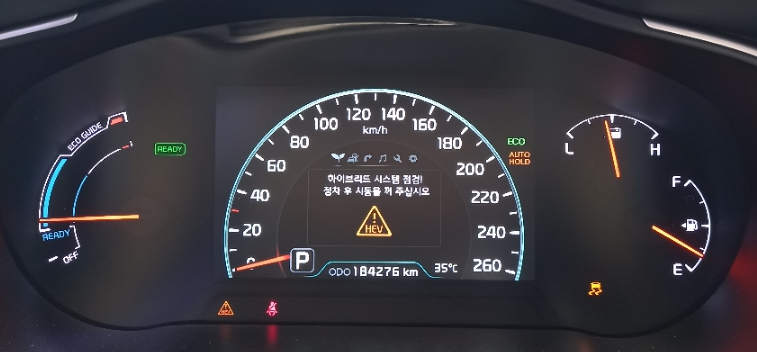 ECO GUIDE
READY
READY
OFF
0
20
40
60
80
100
120
140
160
180
200
220
240
260
km/h
하이브리드 시스템 점검!
정차 후 시동을 꺼 주십시오
HEV
P
ODO 184276 km
35°C
ECO
AUTO
HOLD
L
H
F
E
HEV